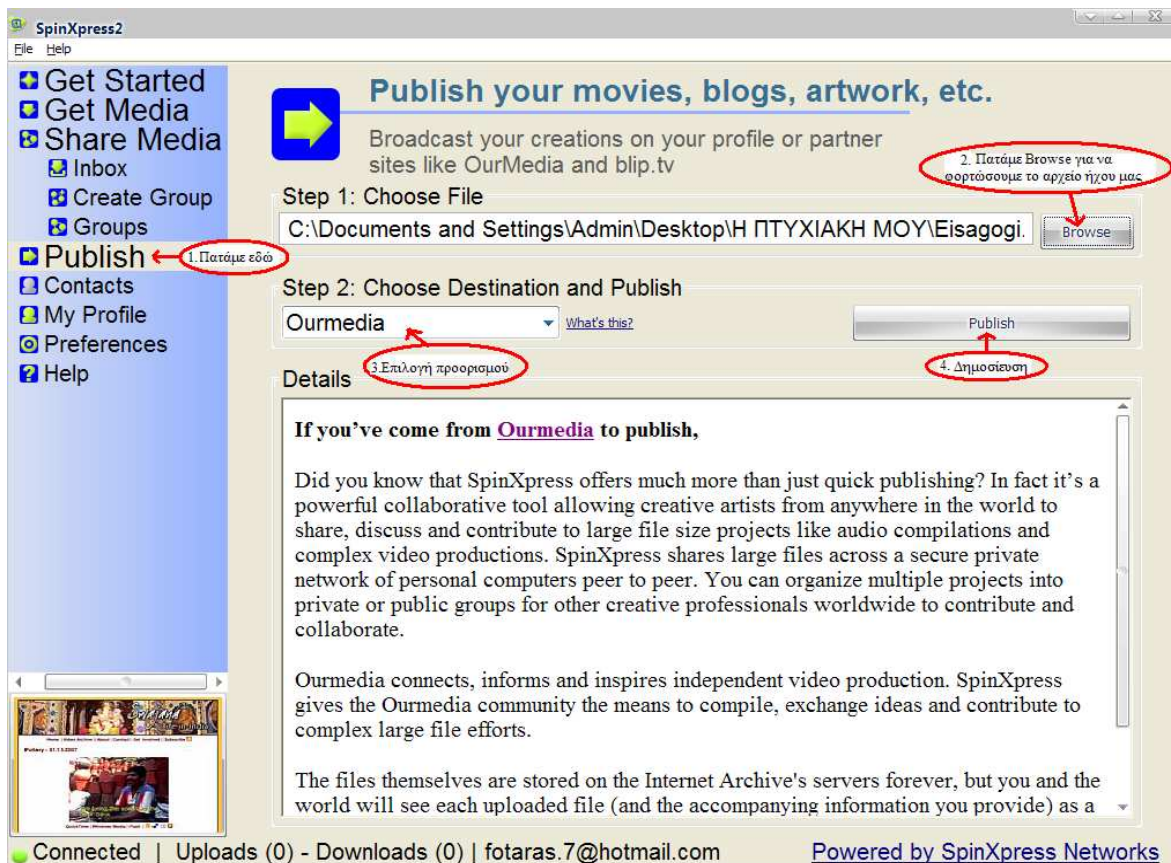 SpinXpress2
File Help
Get Started
Get Media
Share Media
Inbox
Create Group
Groups
Publish
Contacts
My Profile
Preferences
Help
1.Πατάμε εδώ
Publish your movies, blogs, artwork, etc.
Broadcast your creations on your profile or partner
sites like OurMedia and blip.tv
2. Πατάμε Browse για να
φορτώσουμε το αρχείο ήχου μας
Step 1: Choose File
C:\Documents and Settings\Admin\Desktop\Η ΠΤΥΧΙΑΚΗ ΜΟΥ\Eisagogi.
Browse
Step 2: Choose Destination and Publish
Ourmedia What's this? Publish
3.Επιλογή προορισμού
4. Δημοσίευση
Details
If you've come from Ourmedia to publish,
Did you know that SpinXpress offers much more than just quick publishing? In fact it's a
powerful collaborative tool allowing creative artists from anywhere in the world to
share, discuss and contribute to large file size projects like audio compilations and
complex video productions. SpinXpress shares large files across a secure private
network of personal computers peer to peer. You can organize multiple projects into
private or public groups for other creative professionals worldwide to contribute and
collaborate.
Ourmedia connects, informs and inspires independent video production. SpinXpress
gives the Ourmedia community the means to compile, exchange ideas and contribute to
complex large file efforts.
The files themselves are stored on the Internet Archive's servers forever, but you and the
world will see each uploaded file (and the accompanying information you provide) as a
Connected | Uploads (0) - Downloads (0) | fotaras.7@hotmail.com
Powered by SpinXpress Networks